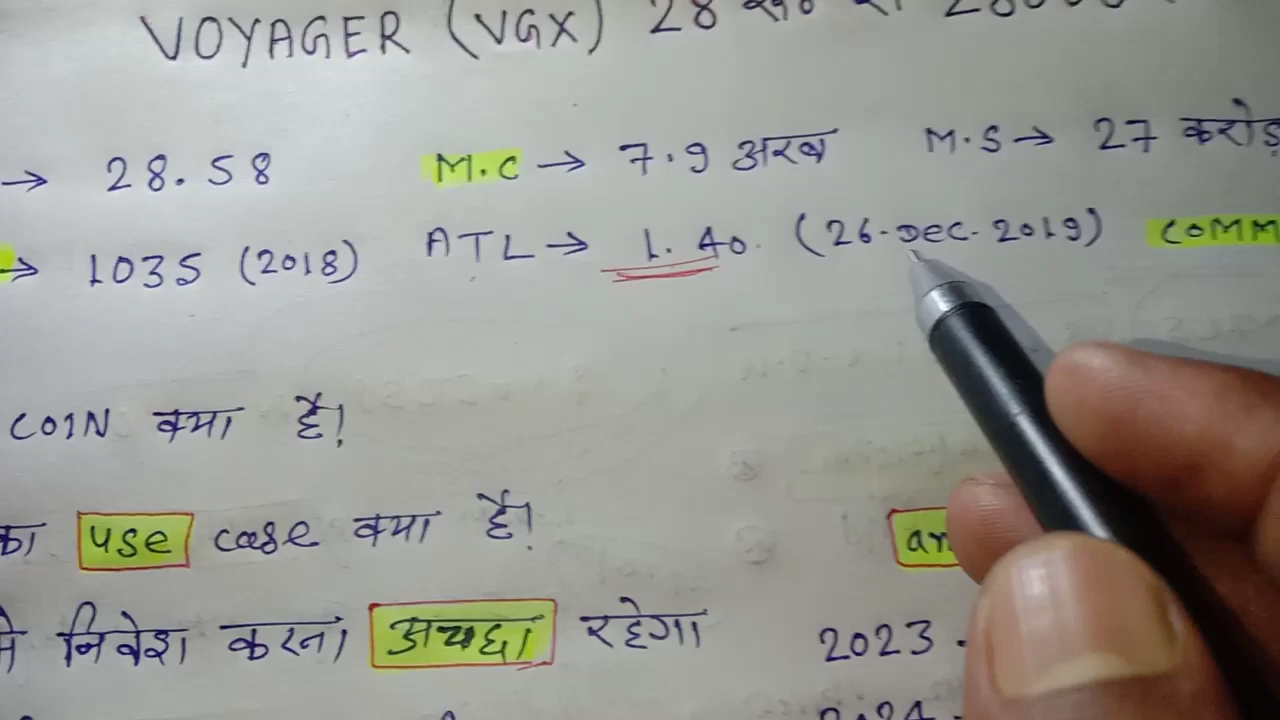 VOYAGER (VGX) 28
→ 28.58 M.C → 7.9 अरब M.S → 27 करोड़
→ 1035 (2018) ATL → 1.40. (26-Dec-2019) COMM
COIN क्या है!
का use case क्या है!
निवेश करना अच्छा रहेगा 2023